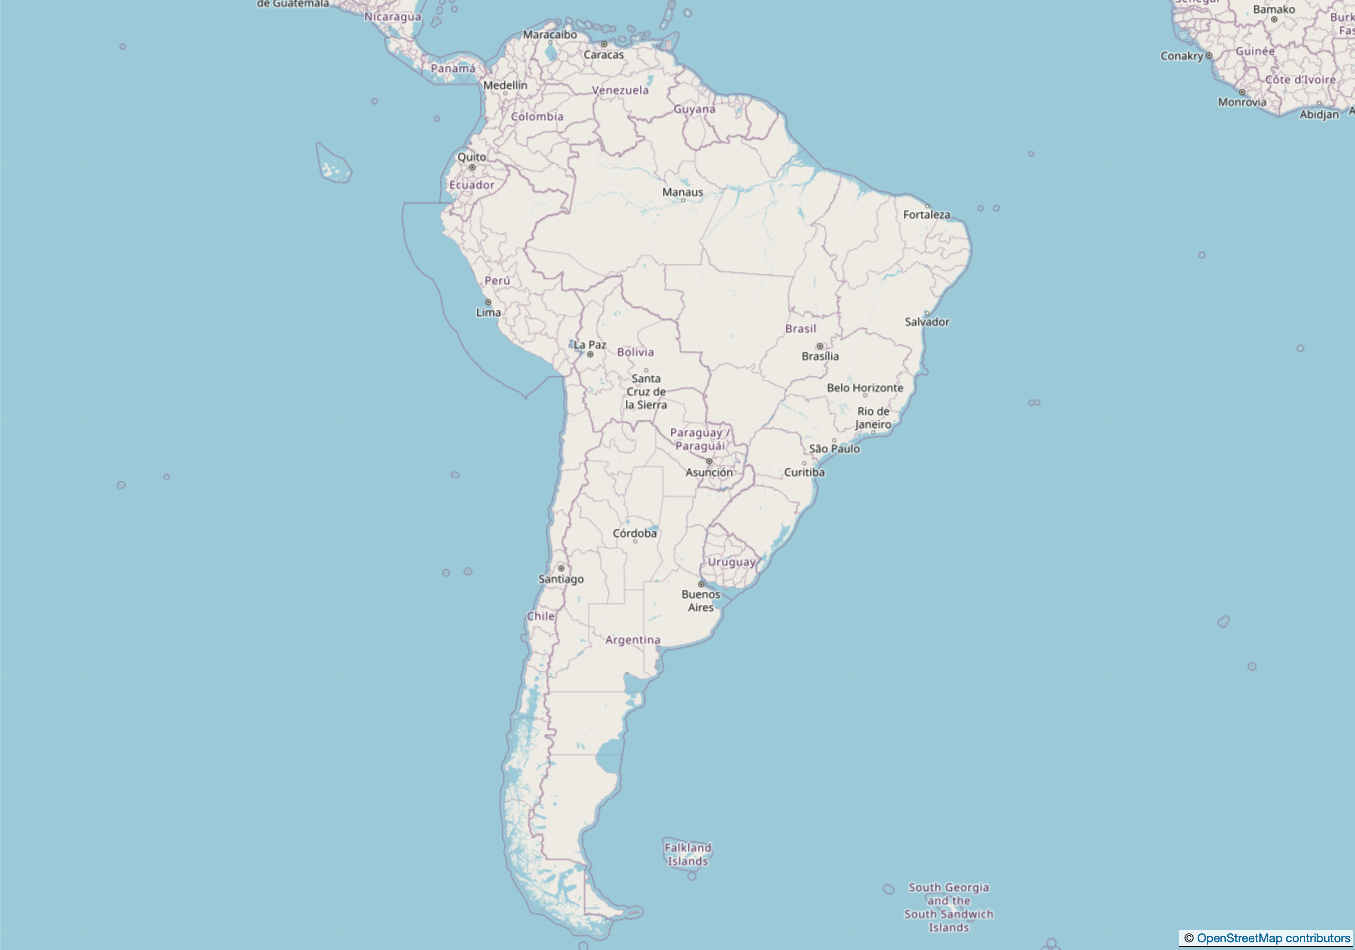 de Guatemala
Nicaragua
Panamá
Maracaibo
Caracas
Medellín
Venezuela
Guyana
Colombia
Quito
Ecuador
Manaus
Fortaleza
Perú
Lima
Salvador
Brasil
Brasília
La Paz
Bolivia
Santa
Cruz de
la Sierra
Belo Horizonte
Rio de
Janeiro
São Paulo
Paraguay /
Paraguái
Asunción
Curitiba
Córdoba
Uruguay
Santiago
Buenos
Aires
Chile
Argentina
Falkland
Islands
South Georgia
and the
South Sandwich
Islands
Bamako
Conakry
Guinée
Côte d'Ivoire
Monrovia
Abidjan
© OpenStreetMap contributors